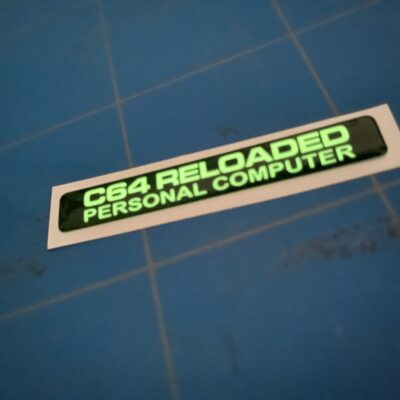 C64 RELOADED
PERSONAL COMPUTER